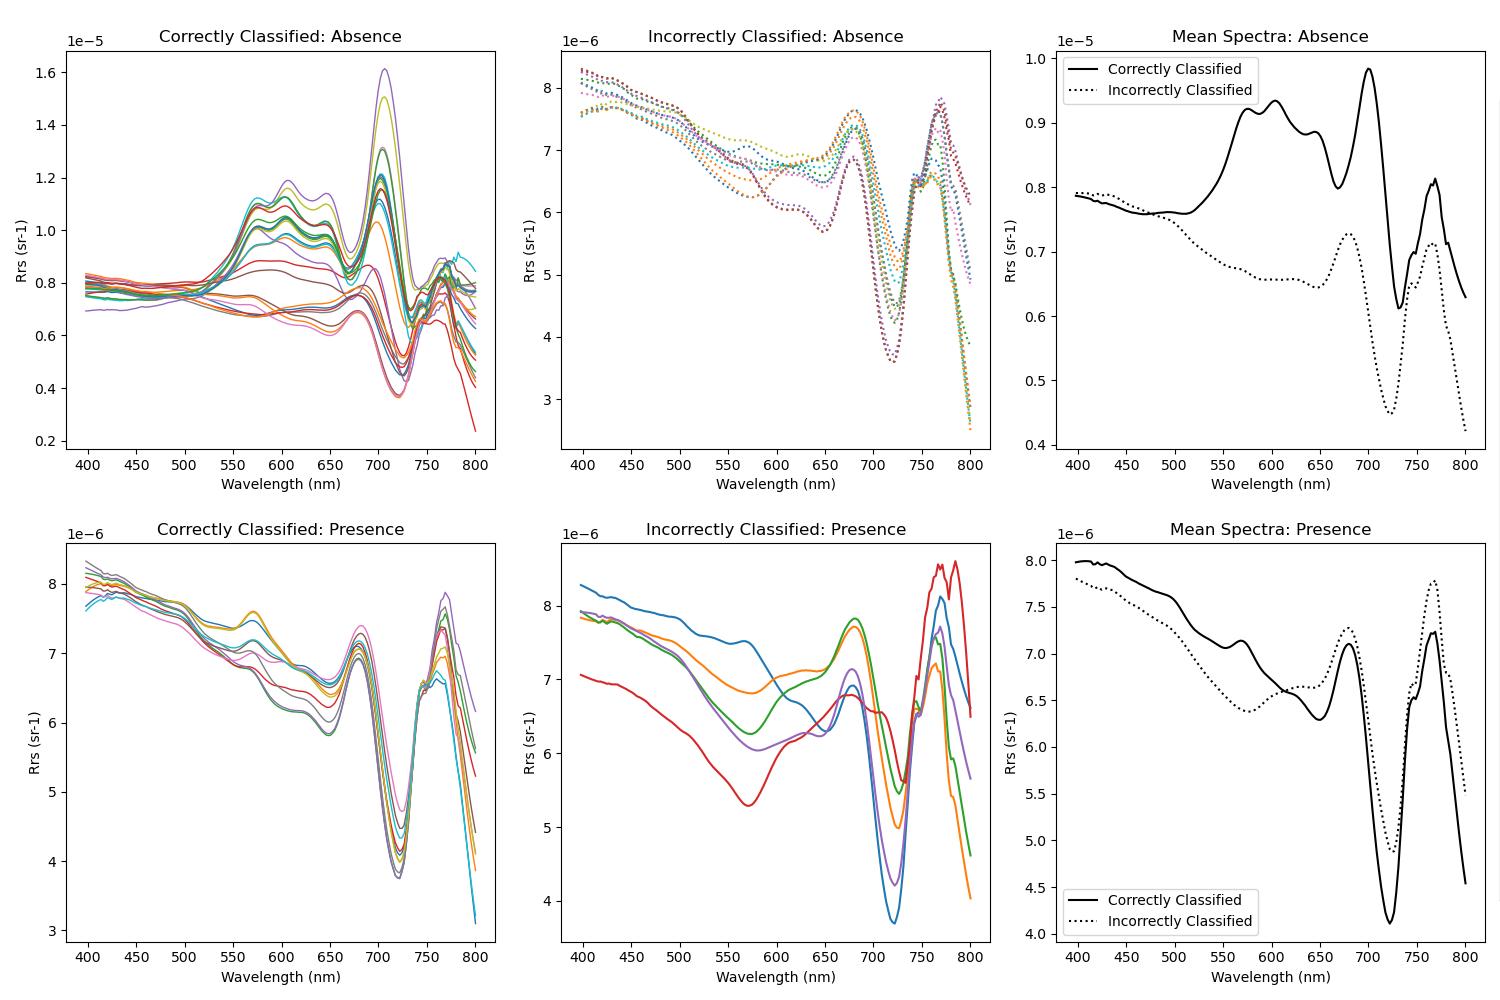 Correctly Classified: Absence
1e−5
Rrs (sr-1)
1.6
1.4
1.2
1.0
0.8
0.6
0.4
0.2
400 450 500 550 600 650 700 750 800
Wavelength (nm)
Incorrectly Classified: Absence
1e−6
Rrs (sr-1)
8
7
6
5
4
3
400 450 500 550 600 650 700 750 800
Wavelength (nm)
Mean Spectra: Absence
1e−5
Correctly Classified
Incorrectly Classified
Rrs (sr-1)
1.0
0.9
0.8
0.7
0.6
0.5
0.4
400 450 500 550 600 650 700 750 800
Wavelength (nm)
Correctly Classified: Presence
1e−6
Rrs (sr-1)
8
7
6
5
4
3
400 450 500 550 600 650 700 750 800
Wavelength (nm)
Incorrectly Classified: Presence
1e−6
Rrs (sr-1)
8
7
6
5
4
400 450 500 550 600 650 700 750 800
Wavelength (nm)
Mean Spectra: Presence
1e−6
Rrs (sr-1)
8.0
7.5
7.0
6.5
6.0
5.5
5.0
4.5
4.0
Correctly Classified
Incorrectly Classified
400 450 500 550 600 650 700 750 800
Wavelength (nm)